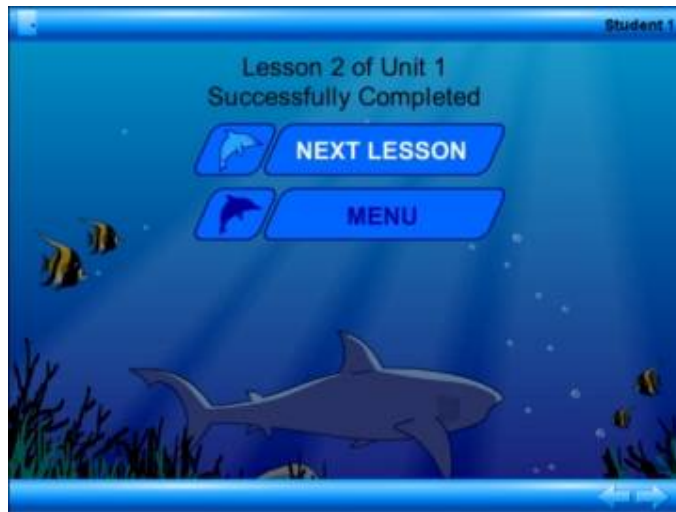 Student 1
Lesson 2 of Unit 1
Successfully Completed
NEXT LESSON
MENU